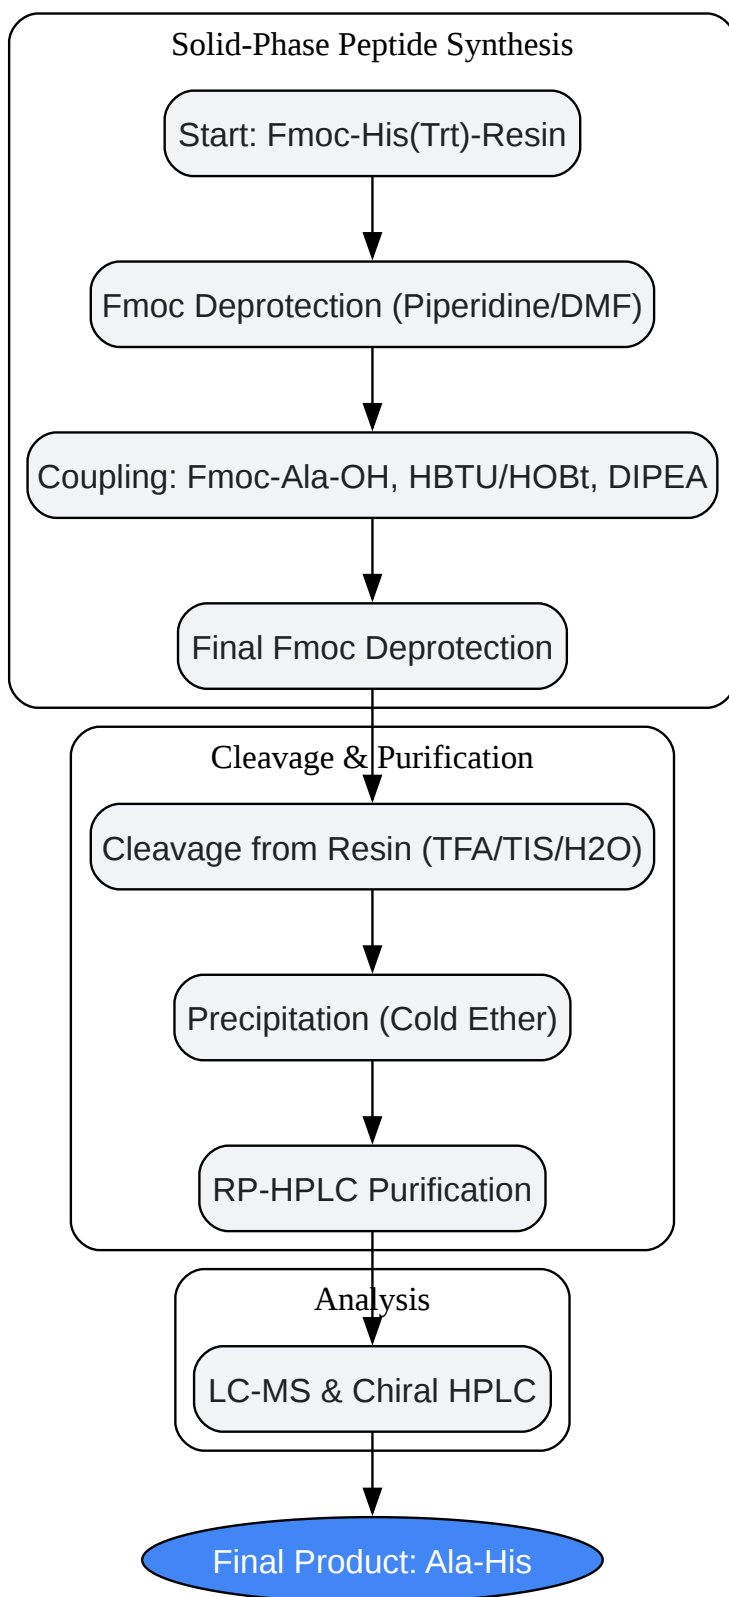 Solid-Phase Peptide Synthesis
Start: Fmoc-His(Trt)-Resin
Fmoc Deprotection (Piperidine/DMF)
Coupling: Fmoc-Ala-OH, HBTU/HOBt, DIPEA
Final Fmoc Deprotection
Cleavage & Purification
Cleavage from Resin (TFA/TIS/H2O)
Precipitation (Cold Ether)
RP-HPLC Purification
Analysis
LC-MS & Chiral HPLC
Final Product: Ala-His